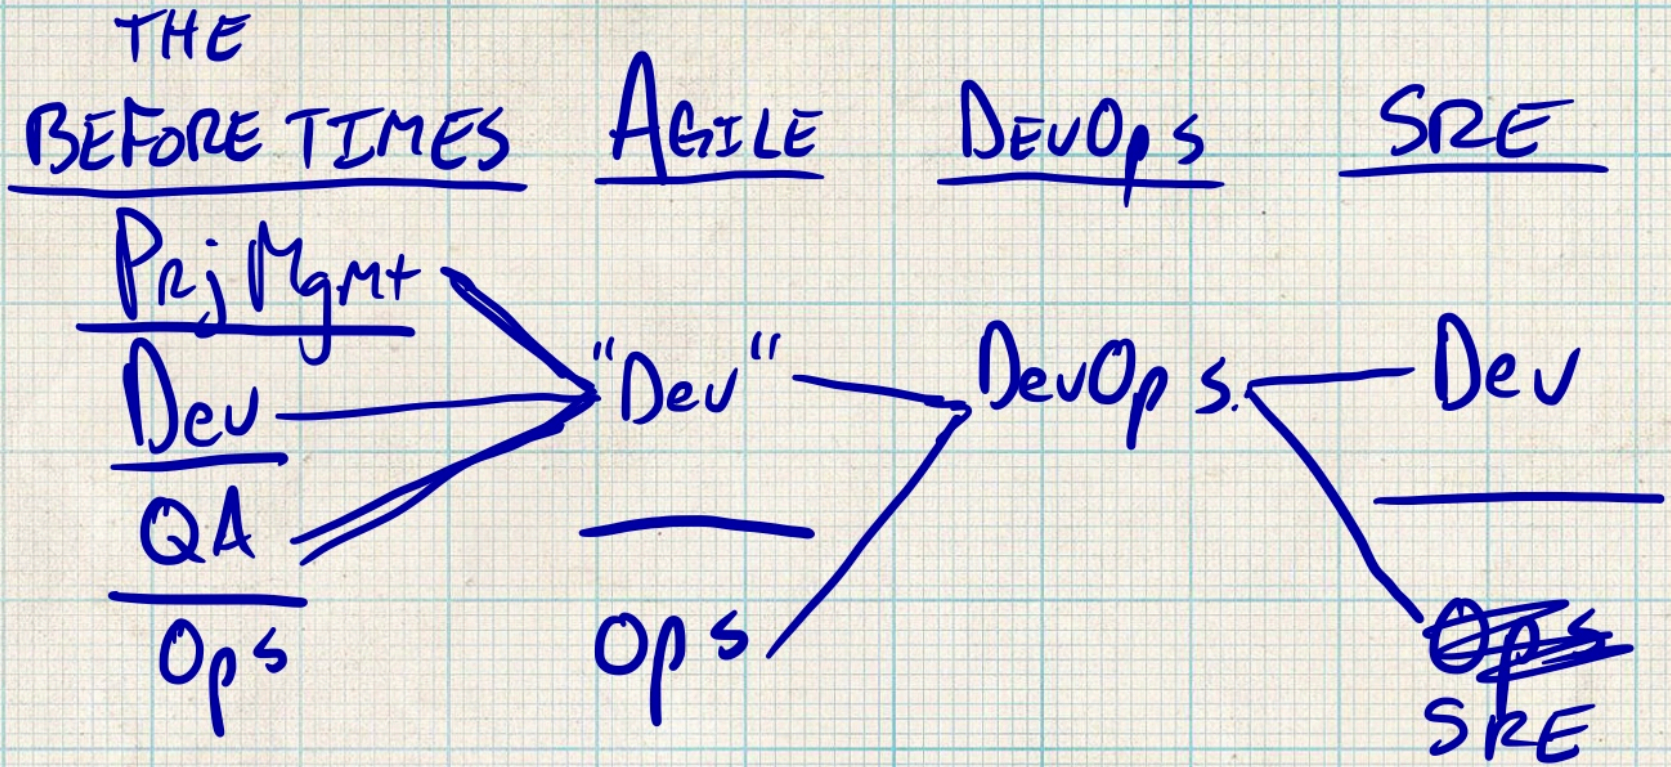 THE
BEFORE TIMES
AGILE
DEVOps
SRE
PRj Mgmt
Dev
QA
Ops
"Dev"
Ops
DevOps.
Dev
Ops
SRE